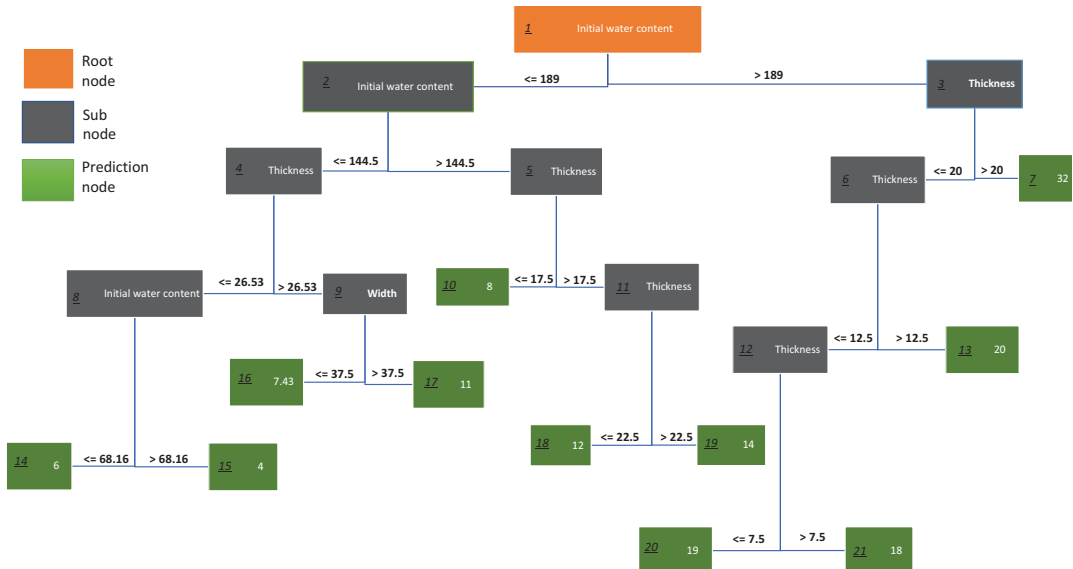 1 Initial water content
Root
node
<= 189
> 189
2 Initial water content
3 Thickness
Sub
node
<= 144.5
> 144.5
4 Thickness
5 Thickness
Prediction
node
<= 20
> 20
6 Thickness
7 32
<= 26.53
> 26.53
8 Initial water content
9 Width
<= 17.5
> 17.5
10 8
11 Thickness
<= 12.5
> 12.5
12 Thickness
13 20
<= 37.5
> 37.5
16 7.43
17 11
<= 22.5
> 22.5
18 12
19 14
<= 68.16
> 68.16
14 6
15 4
<= 7.5
> 7.5
20 19
21 18